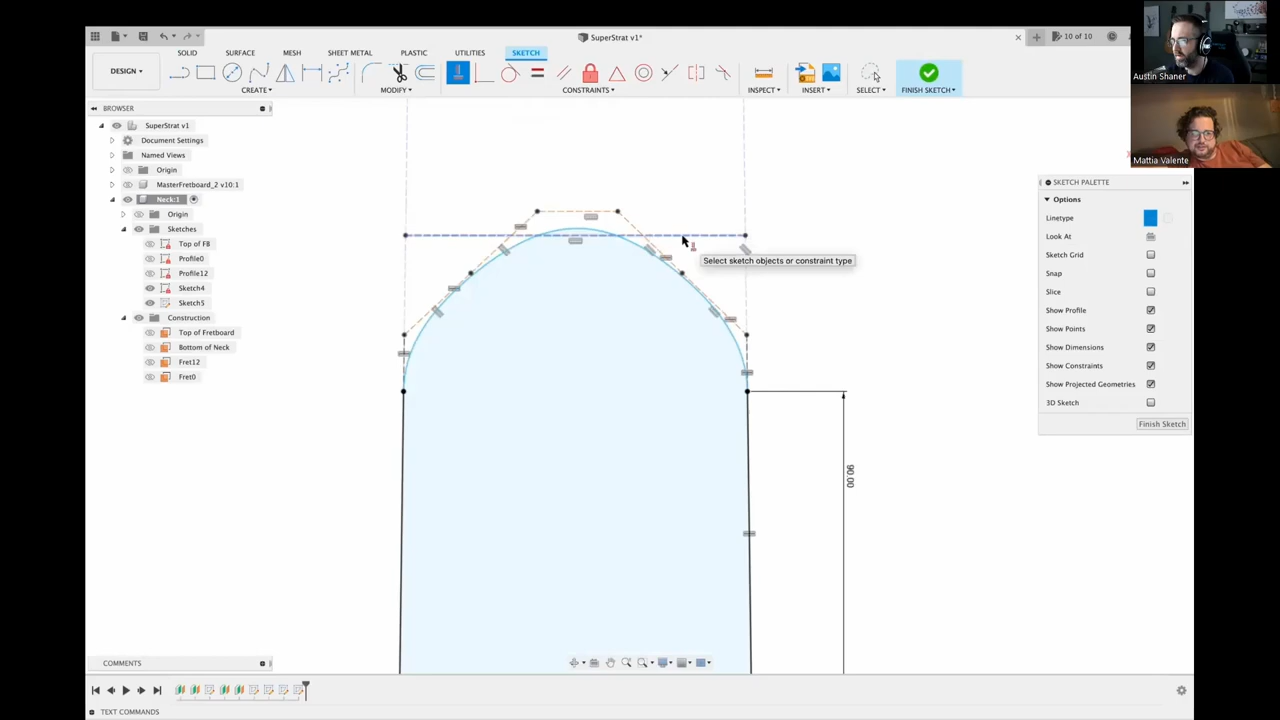 SuperStrat v1*
10 of 10
Austin Shaner
SOLID
SURFACE
MESH
SHEET METAL
PLASTIC
UTILITIES
SKETCH
DESIGN
CREATE
MODIFY
CONSTRAINTS
INSPECT
INSERT
SELECT
FINISH SKETCH
BROWSER
SuperStrat v1
Document Settings
Named Views
Origin
MasterFretboard_2 v10:1
Neck:1
Origin
Sketches
Top of FB
Profile0
Profile12
Sketch4
Sketch5
Construction
Top of Fretboard
Bottom of Neck
Fret12
Fret0
Select sketch objects or constraint type
90.00
Mattia Valente
SKETCH PALETTE
Options
Linetype
Look At
Sketch Grid
Snap
Slice
Show Profile
Show Points
Show Dimensions
Show Constraints
Show Projected Geometries
3D Sketch
Finish Sketch
COMMENTS
TEXT COMMANDS